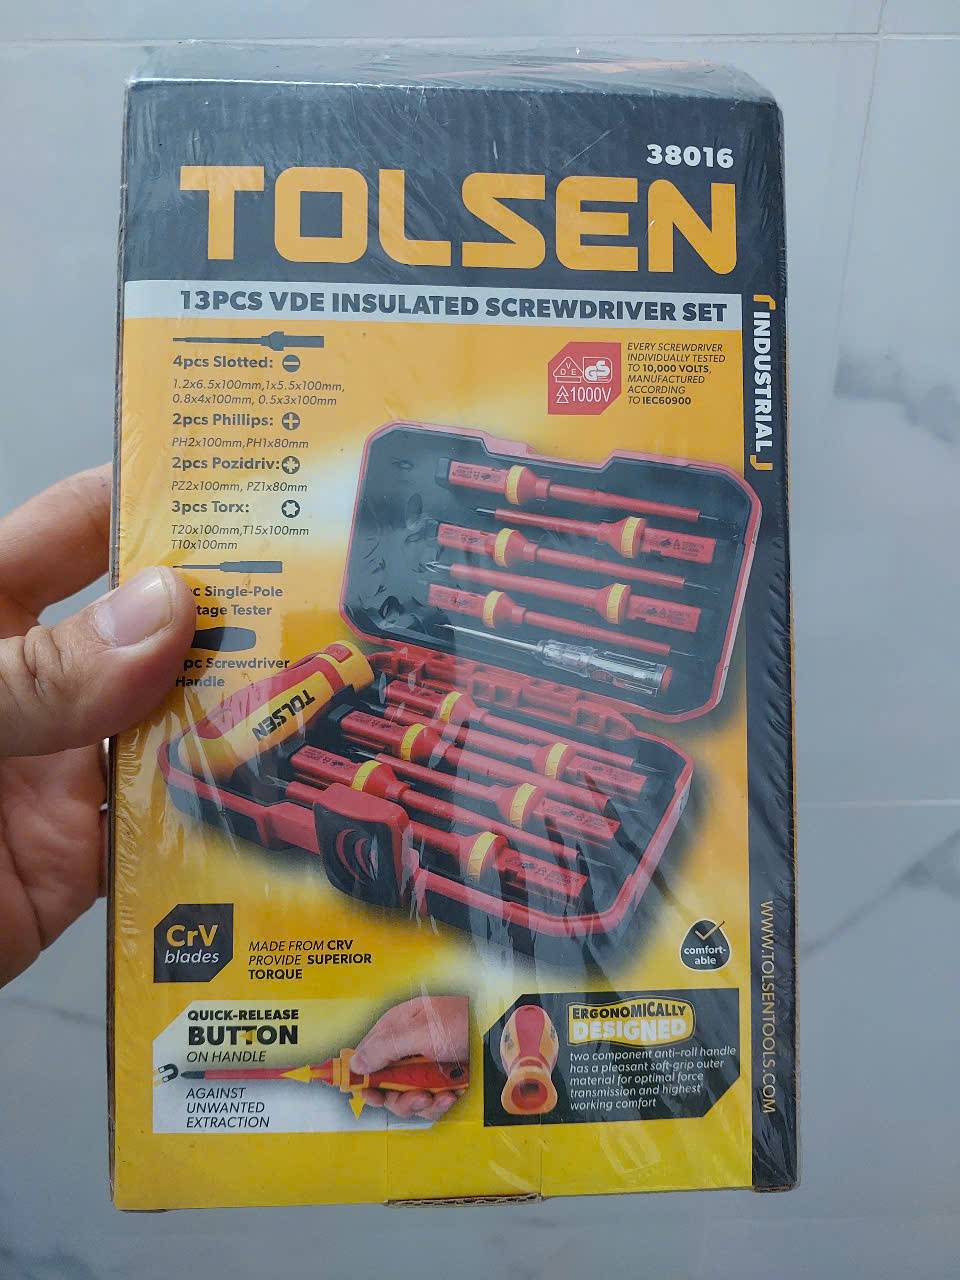 38016
TOLSEN
13PCS VDE INSULATED SCREWDRIVER SET
INDUSTRIAL
4pcs Slotted:
1.2x6.5x100mm,1x5.5x100mm,
0.8x4x100mm, 0.5x3x100mm
2pcs Phillips:
PH2x100mm,PH1x80mm
2pcs Pozidriv:
PZ2x100mm, PZ1x80mm
3pcs Torx:
T20x100mm,T15x100mm
T10x100mm
Single-Pole
Tester
Screwdriver
Handle
VDE
GS
1000V
EVERY SCREWDRIVER
INDIVIDUALLY TESTED
TO 10,000 VOLTS,
MANUFACTURED
ACCORDING
TO IEC60900
TOLSEN
CrV
blades
MADE FROM CRV
PROVIDE SUPERIOR
TORQUE
comfort-
able
QUICK-RELEASE
BUTTON
ON HANDLE
AGAINST
UNWANTED
EXTRACTION
ERGONOMICALLY
DESIGNED
two component anti-roll handle
has a pleasant soft-grip outer
material for optimal force
transmission and highest
working comfort
WWW.TOLSENTOOLS.COM